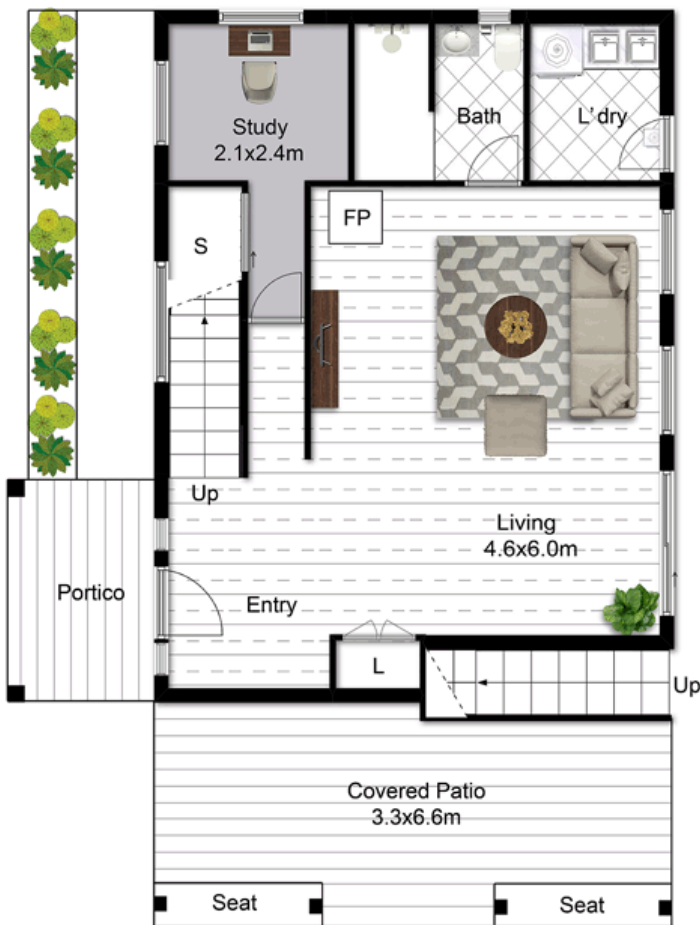 Study
2.1x2.4m
Bath
L'dry
S
FP
Up
Living
4.6x6.0m
Portico
Entry
L
Up
Covered Patio
3.3x6.6m
Seat
Seat